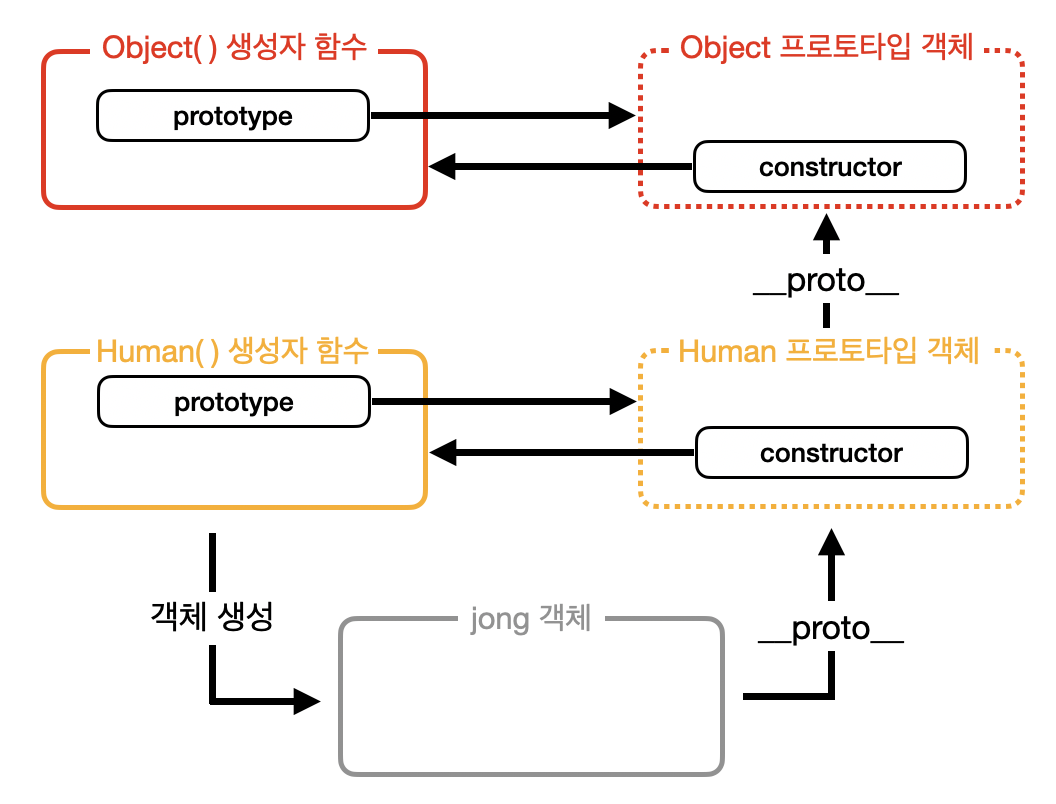 Object( ) 생성자 함수
Object 프로토타입 객체
prototype
constructor
__proto__
Human( ) 생성자 함수
Human 프로토타입 객체
prototype
constructor
객체 생성
jong 객체
__proto__